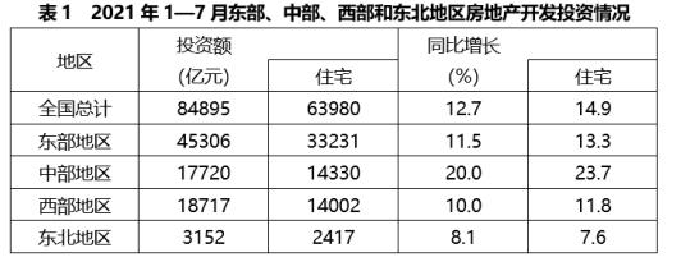 表1 2021年1—7月东部、中部、西部和东北地区房地产开发投资情况
地区 投资额 (亿元) 住宅 同比增长 (%) 住宅
全国总计 84895 63980 12.7 14.9
东部地区 45306 33231 11.5 13.3
中部地区 17720 14330 20.0 23.7
西部地区 18717 14002 10.0 11.8
东北地区 3152 2417 8.1 7.6